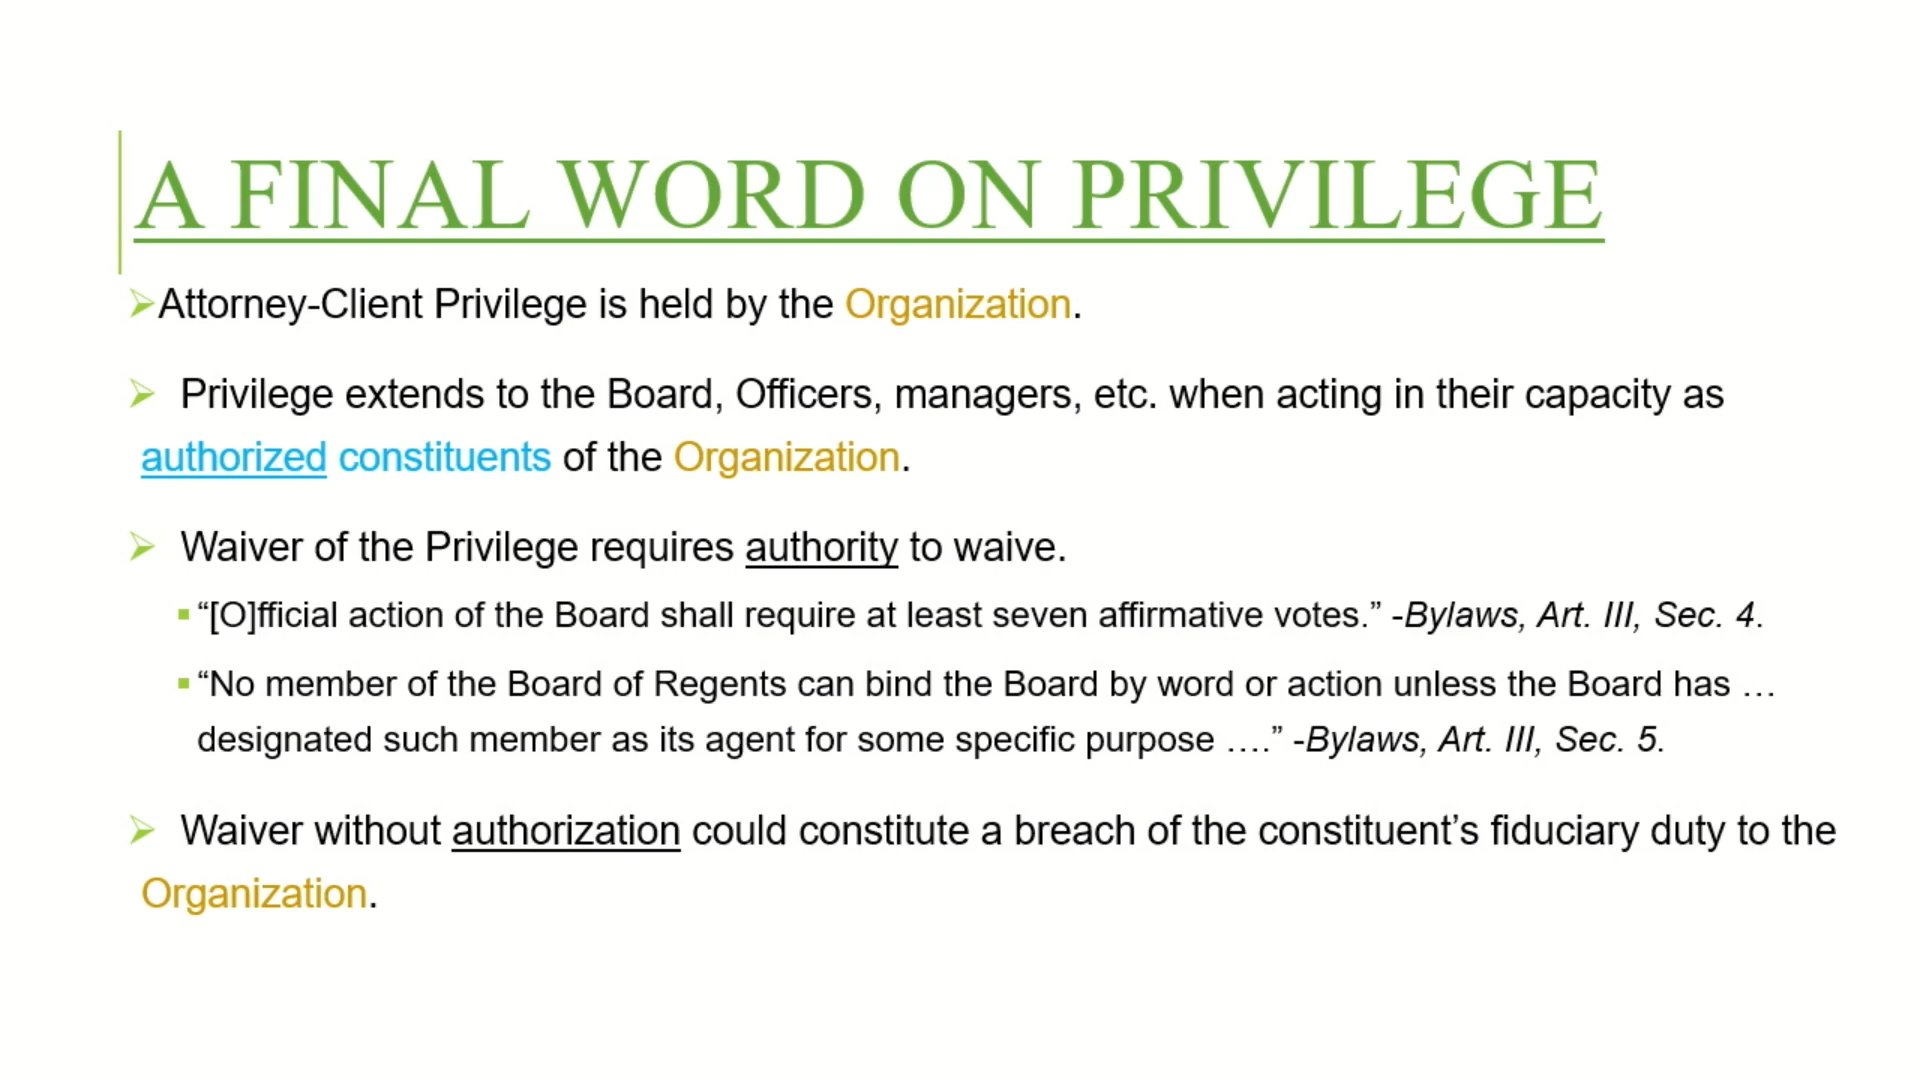 A FINAL WORD ON PRIVILEGE
Attorney-Client Privilege is held by the Organization.
Privilege extends to the Board, Officers, managers, etc. when acting in their capacity as
authorized constituents of the Organization.
Waiver of the Privilege requires authority to waive.
“[O]fficial action of the Board shall require at least seven affirmative votes.” -Bylaws, Art. III, Sec. 4.
“No member of the Board of Regents can bind the Board by word or action unless the Board has …
designated such member as its agent for some specific purpose ….” -Bylaws, Art. III, Sec. 5.
Waiver without authorization could constitute a breach of the constituent’s fiduciary duty to the
Organization.